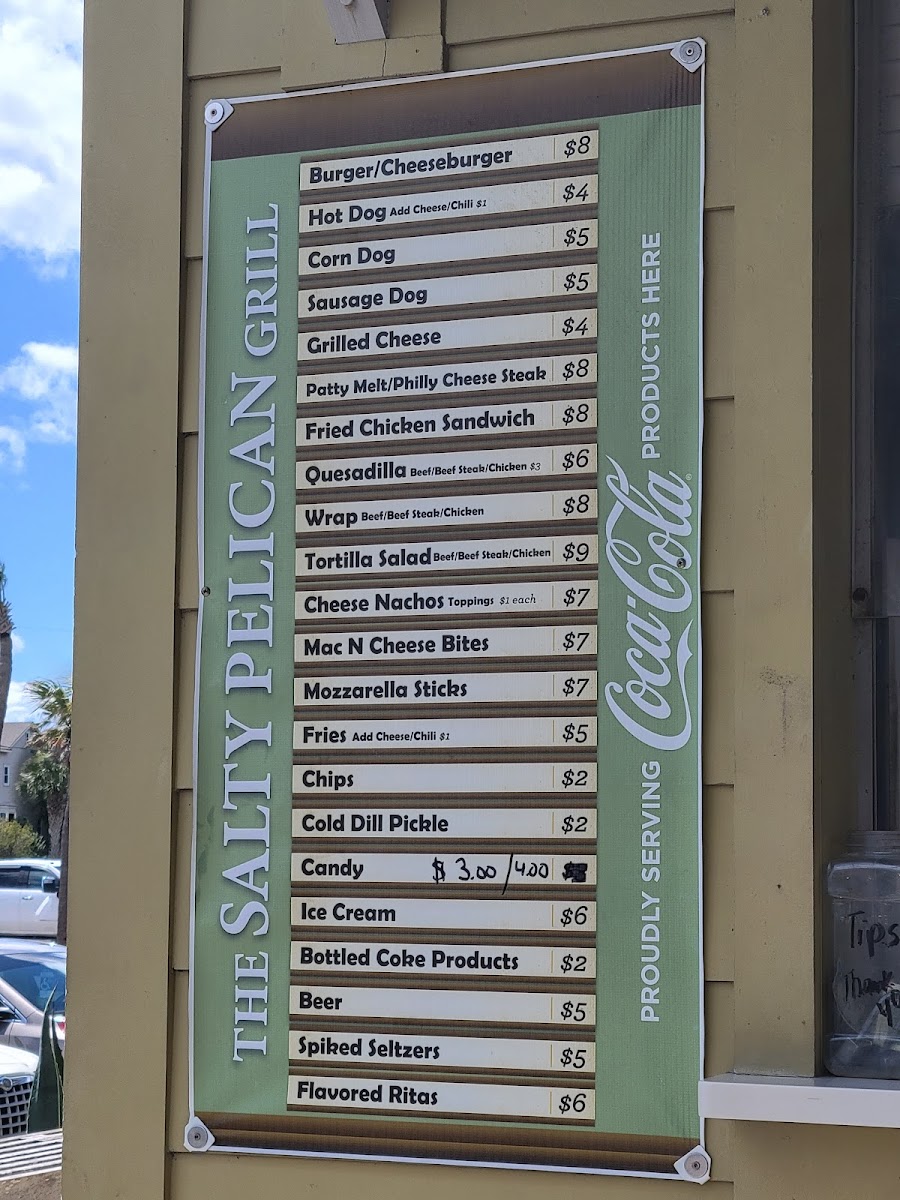 THE SALTY PELICAN GRILL
Burger/Cheeseburger $8
Hot Dog Add Cheese/Chili $1 $4
Corn Dog $5
Sausage Dog $5
Grilled Cheese $4
Patty Melt/Philly Cheese Steak $8
Fried Chicken Sandwich $8
Quesadilla Beef/Beef Steak/Chicken $3 $6
Wrap Beef/Beef Steak/Chicken $8
Tortilla Salad Beef/Beef Steak/Chicken $9
Cheese Nachos Toppings $1 each $7
Mac N Cheese Bites $7
Mozzarella Sticks $7
Fries Add Cheese/Chili $1 $5
Chips $2
Cold Dill Pickle $2
Candy $3.00/4.00
Ice Cream $6
Bottled Coke Products $2
Beer $5
Spiked Seltzers $5
Flavored Ritas $6
PROUDLY SERVING Coca-Cola® PRODUCTS HERE
Tips